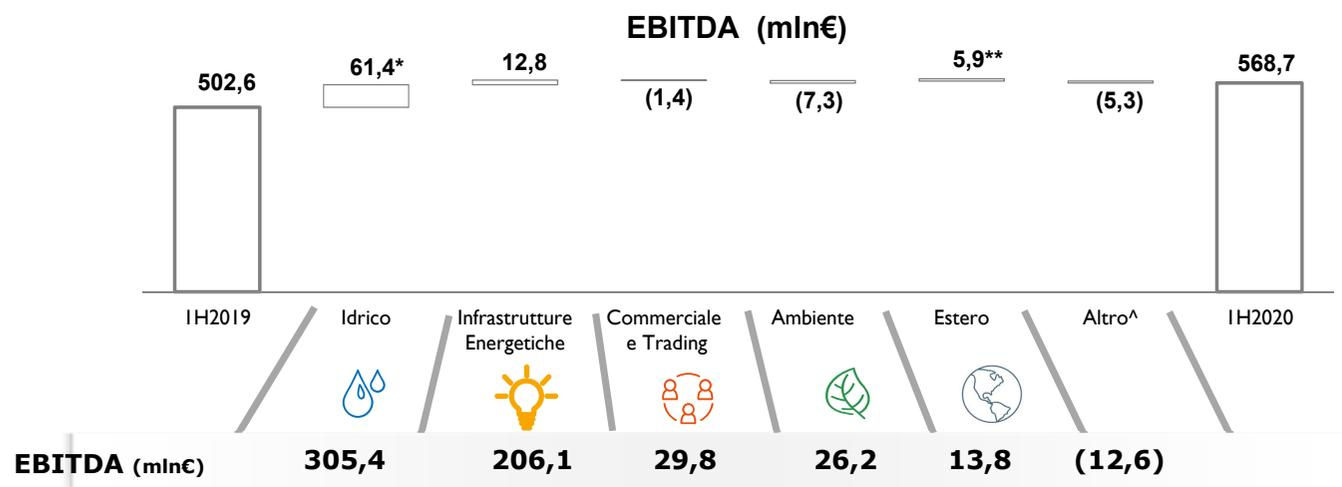 EBITDA (mln€)
502,6
61,4*
12,8
(1,4)
(7,3)
5,9**
(5,3)
568,7
1H2019
Idrico
Infrastrutture
Energetiche
Commerciale
e Trading
Ambiente
Estero
Altro^
1H2020
EBITDA (mln€)
305,4
206,1
29,8
26,2
13,8
(12,6)